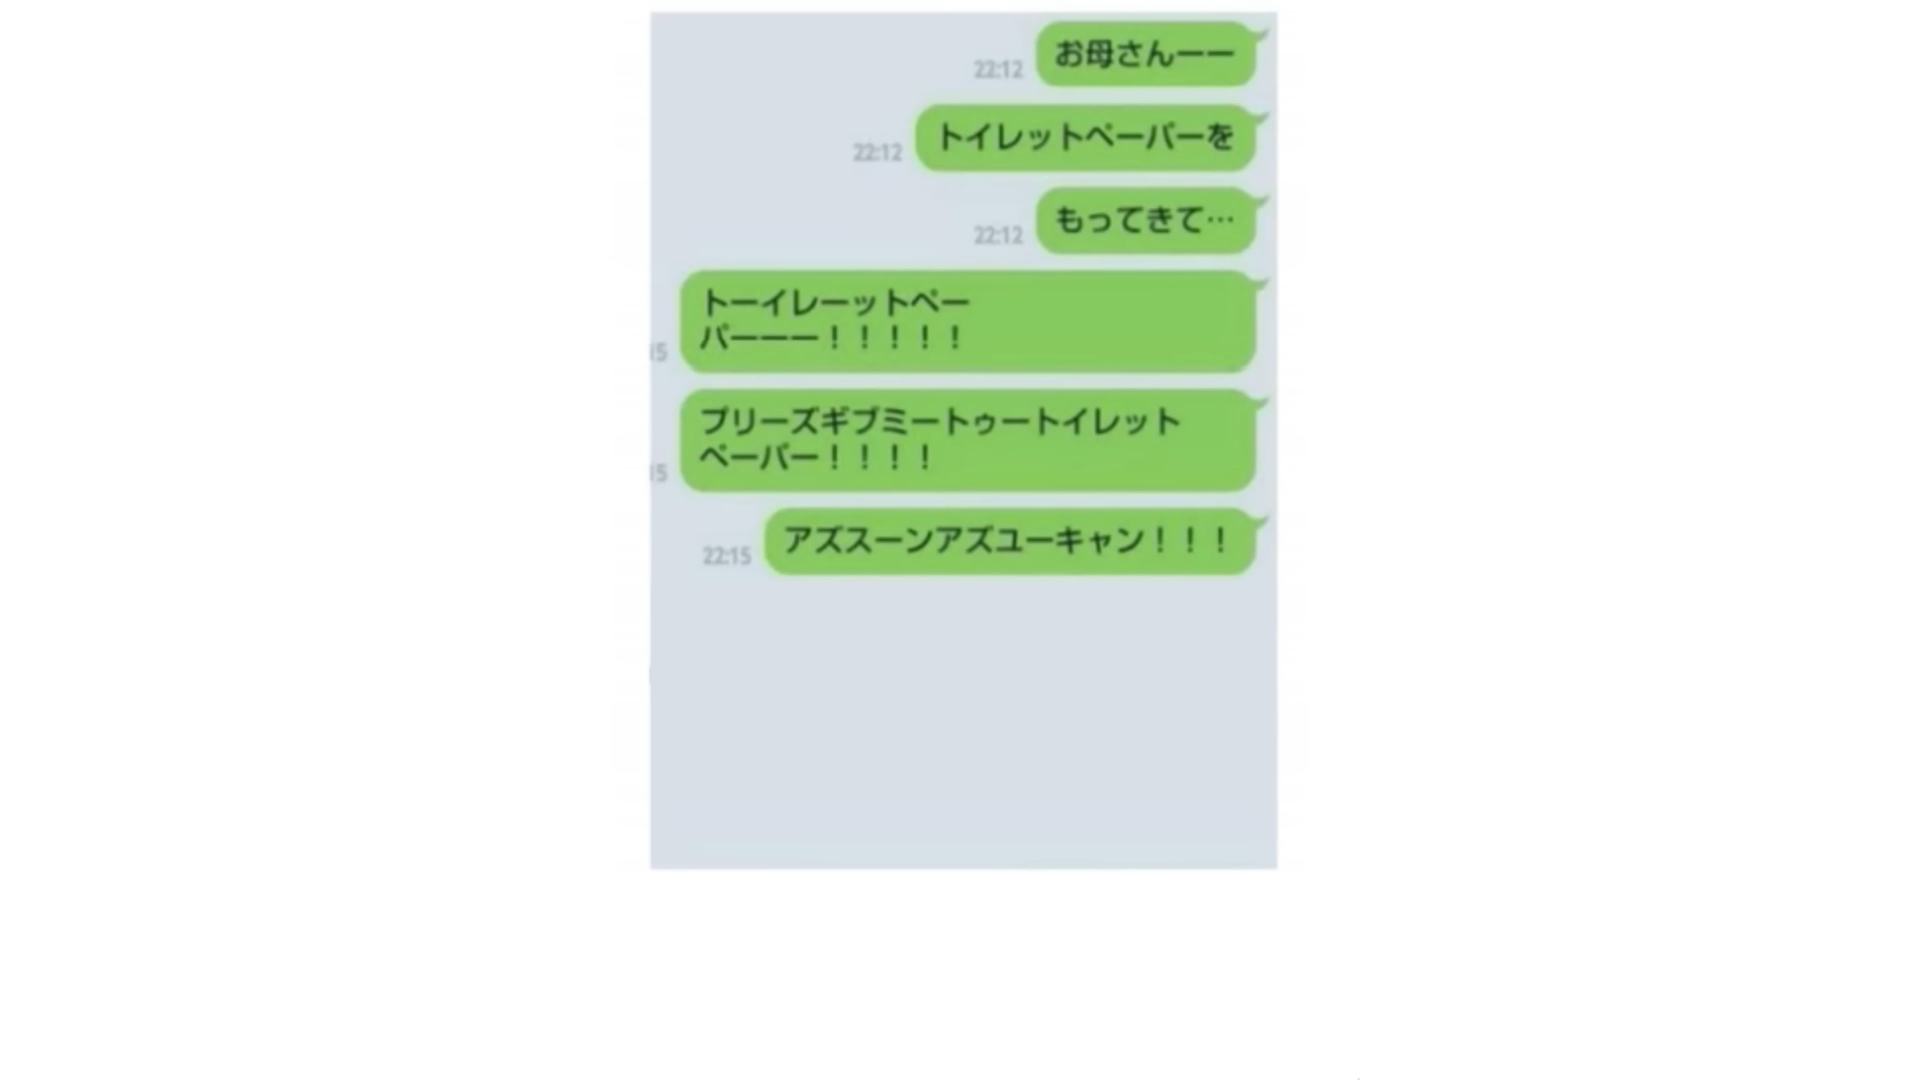 お母さんーー
22:12
トイレットペーパーを
22:12
もってきて…
22:12
トーイレーットペー
パーーー！！！！！
15
プリーズギブミートゥートイレット
ペーパー！！！！
15
アズスーンアズユーキャン！！！
22:15